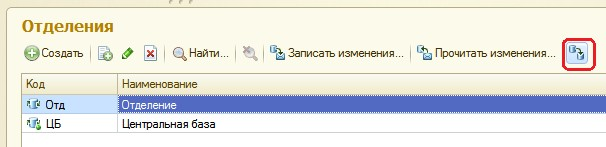 Отделения
Создать Найти... Записать изменения... Прочитать изменения...
Код Наименование
Отд Отделение
ЦБ Центральная база